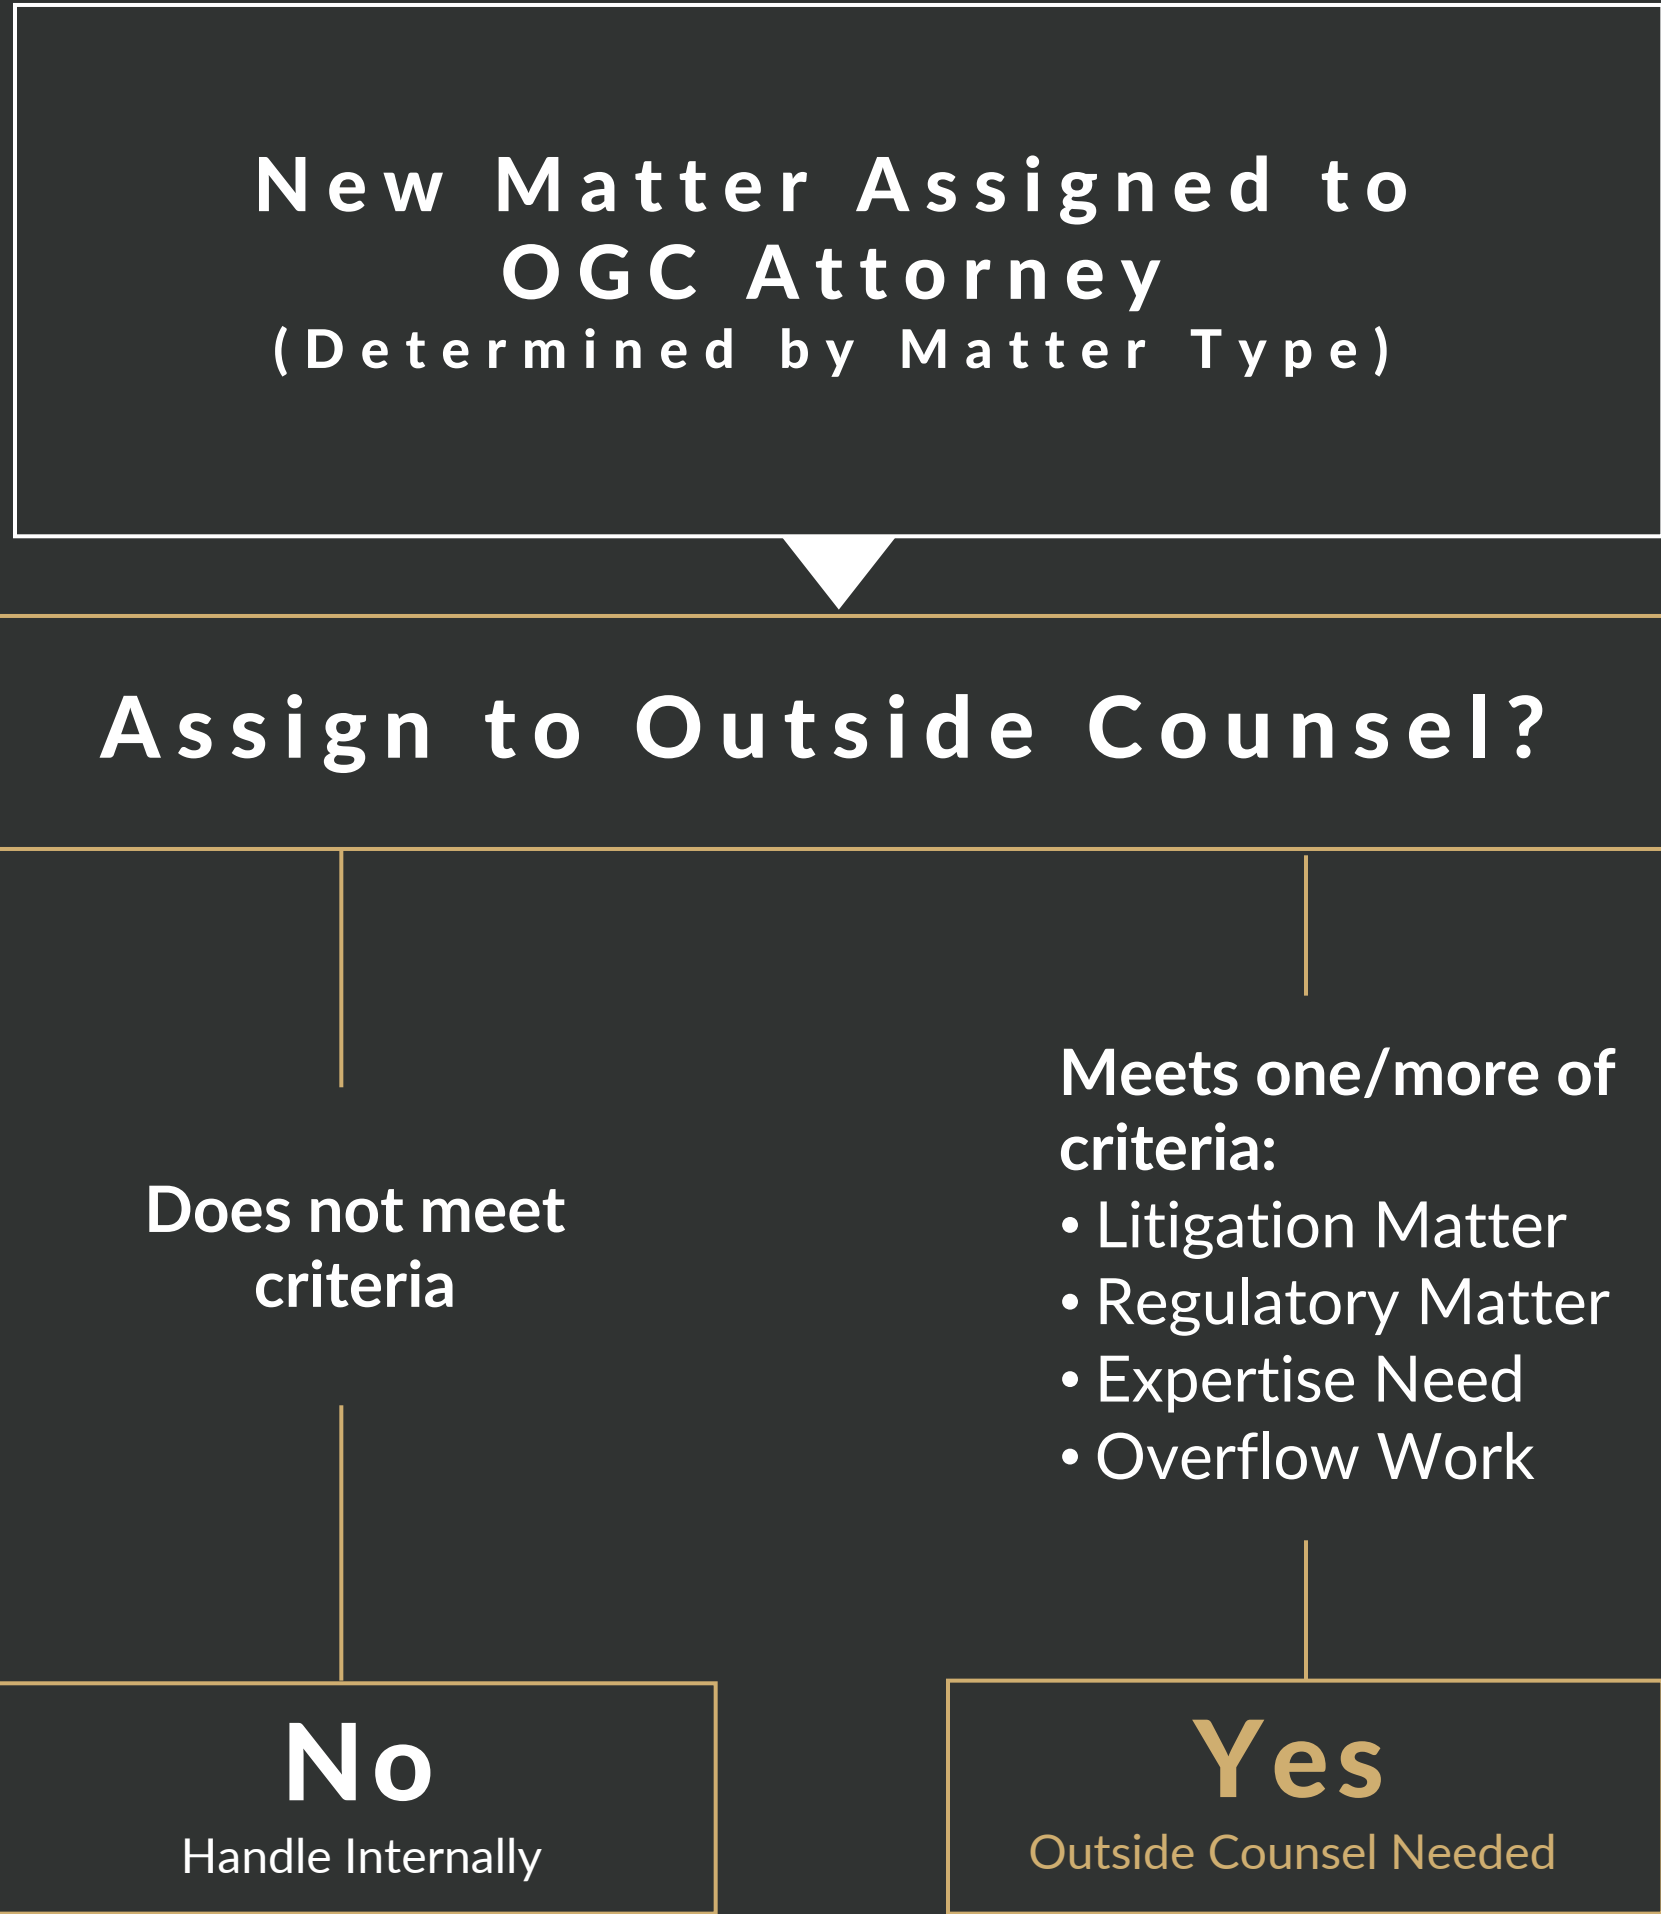 New Matter Assigned to
OGC Attorney
(Determined by Matter Type)
Assign to Outside Counsel?
Does not meet
criteria
Meets one/more of
criteria:
• Litigation Matter
• Regulatory Matter
• Expertise Need
• Overflow Work
No
Handle Internally
Yes
Outside Counsel Needed